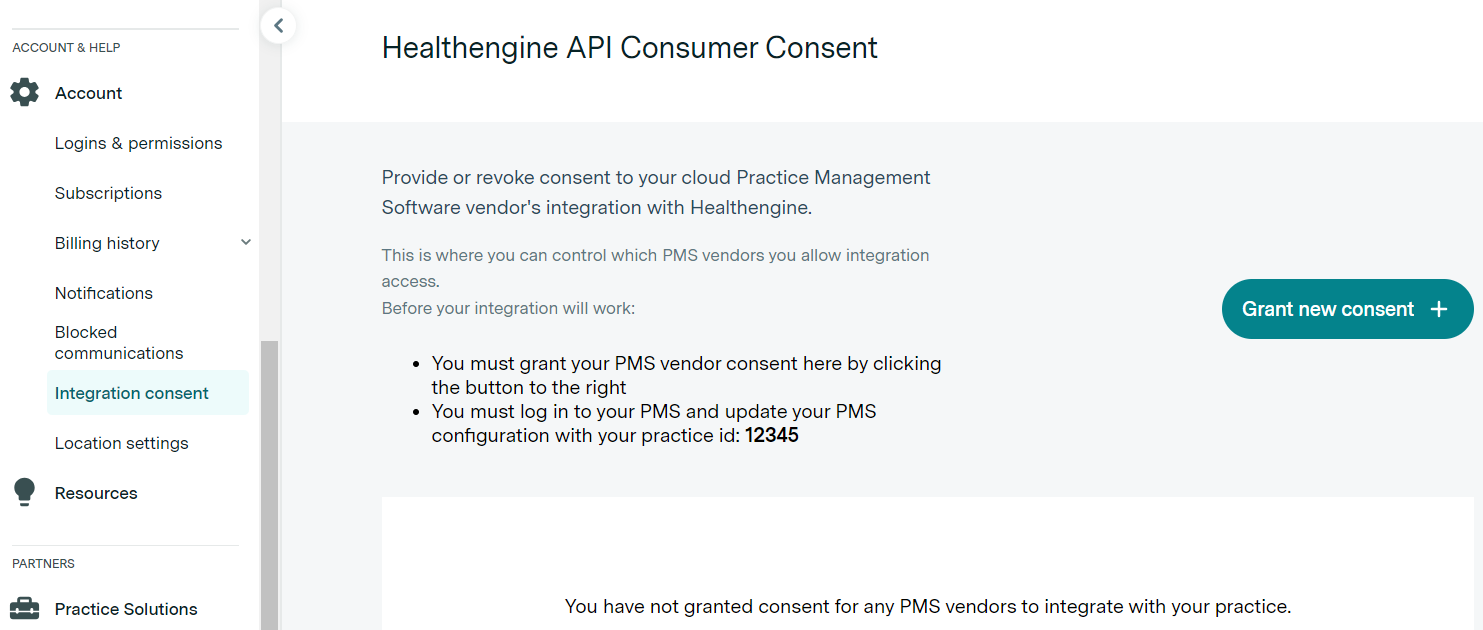 ACCOUNT & HELP
Account
Logins & permissions
Subscriptions
Billing history
Notifications
Blocked
communications
Integration consent
Location settings
Resources
PARTNERS
Practice Solutions
Healthengine API Consumer Consent
Provide or revoke consent to your cloud Practice Management
Software vendor's integration with Healthengine.
This is where you can control which PMS vendors you allow integration
access.
Before your integration will work:
• You must grant your PMS vendor consent here by clicking
the button to the right
• You must log in to your PMS and update your PMS
configuration with your practice id: 12345
Grant new consent +
You have not granted consent for any PMS vendors to integrate with your practice.